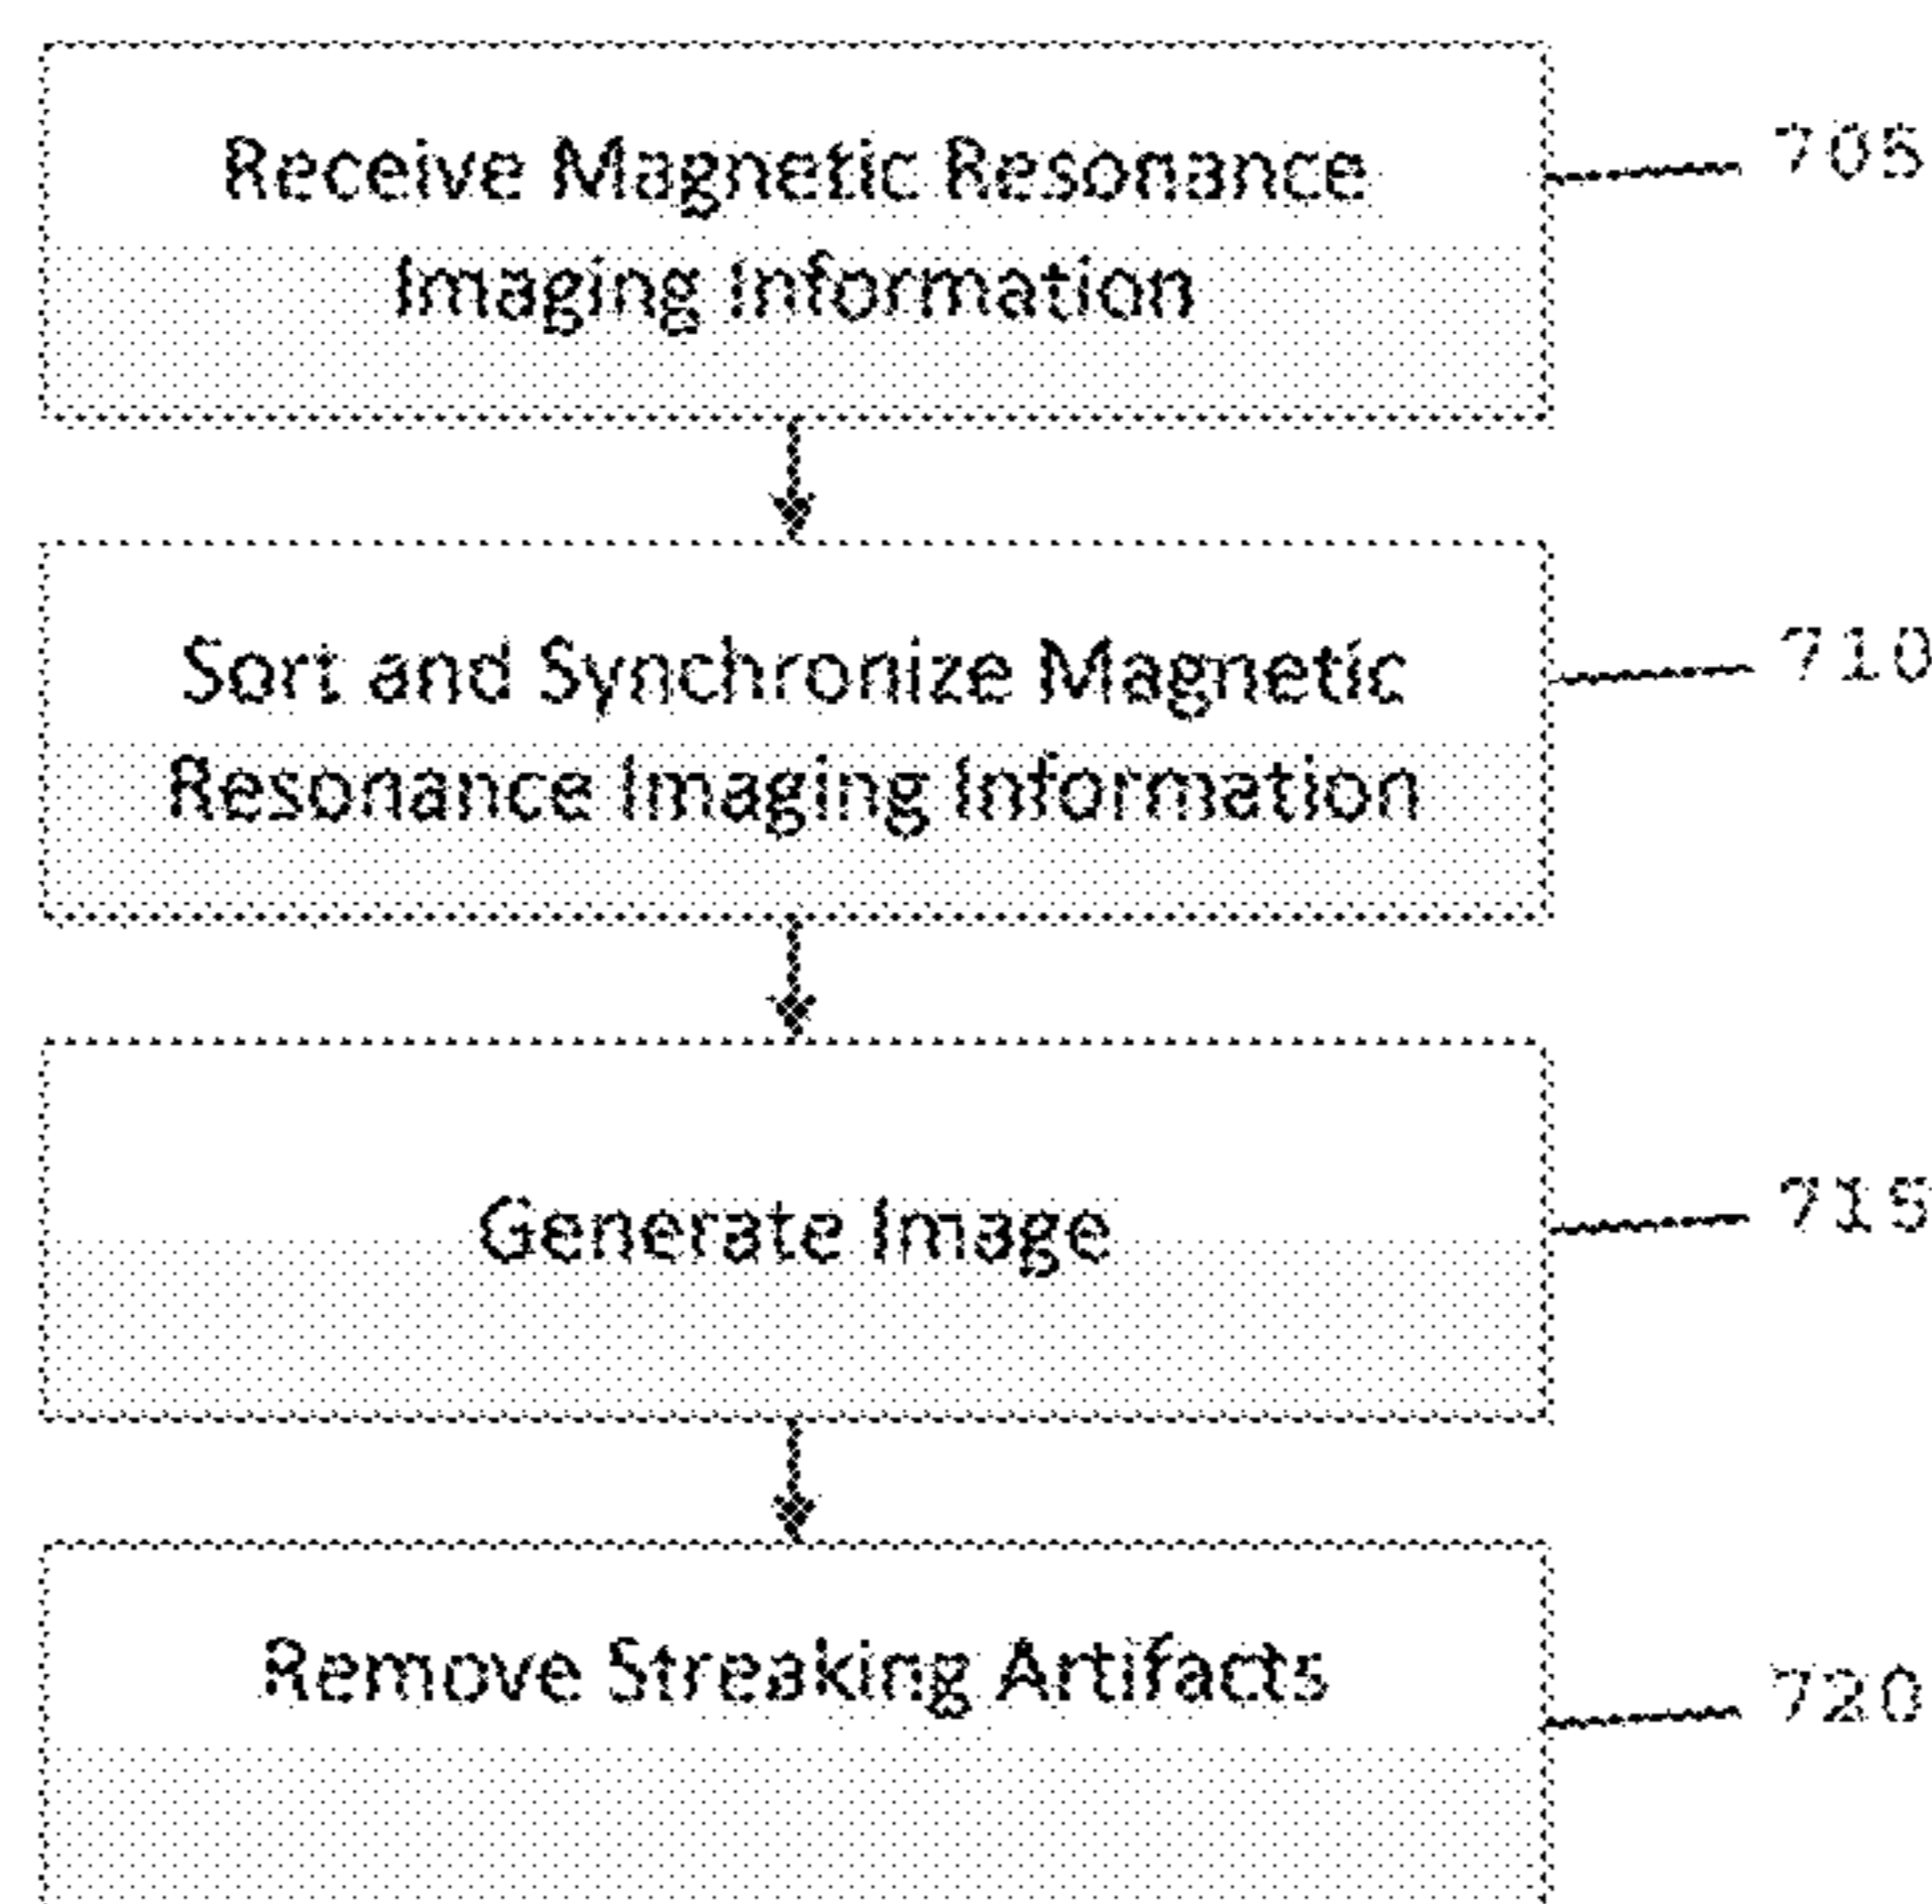 Receive Magnetic Resonance
Imaging Information
705
Sort and Synchronize Magnetic
Resonance Imaging Information
710
Generate Image
715
Remove Streaking Artifacts
720